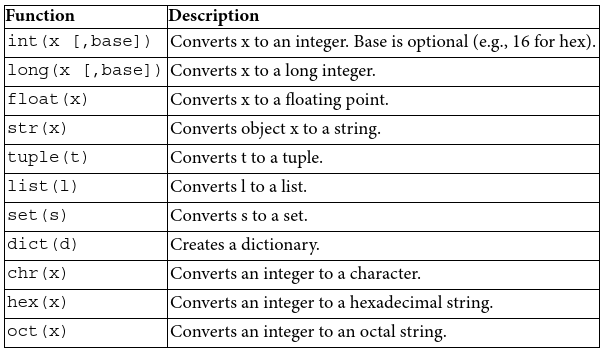 Function Description
int(x [,base]) Converts x to an integer. Base is optional (e.g., 16 for hex).
long(x [,base]) Converts x to a long integer.
float(x) Converts x to a floating point.
str(x) Converts object x to a string.
tuple(t) Converts t to a tuple.
list(l) Converts l to a list.
set(s) Converts s to a set.
dict(d) Creates a dictionary.
chr(x) Converts an integer to a character.
hex(x) Converts an integer to a hexadecimal string.
oct(x) Converts an integer to an octal string.